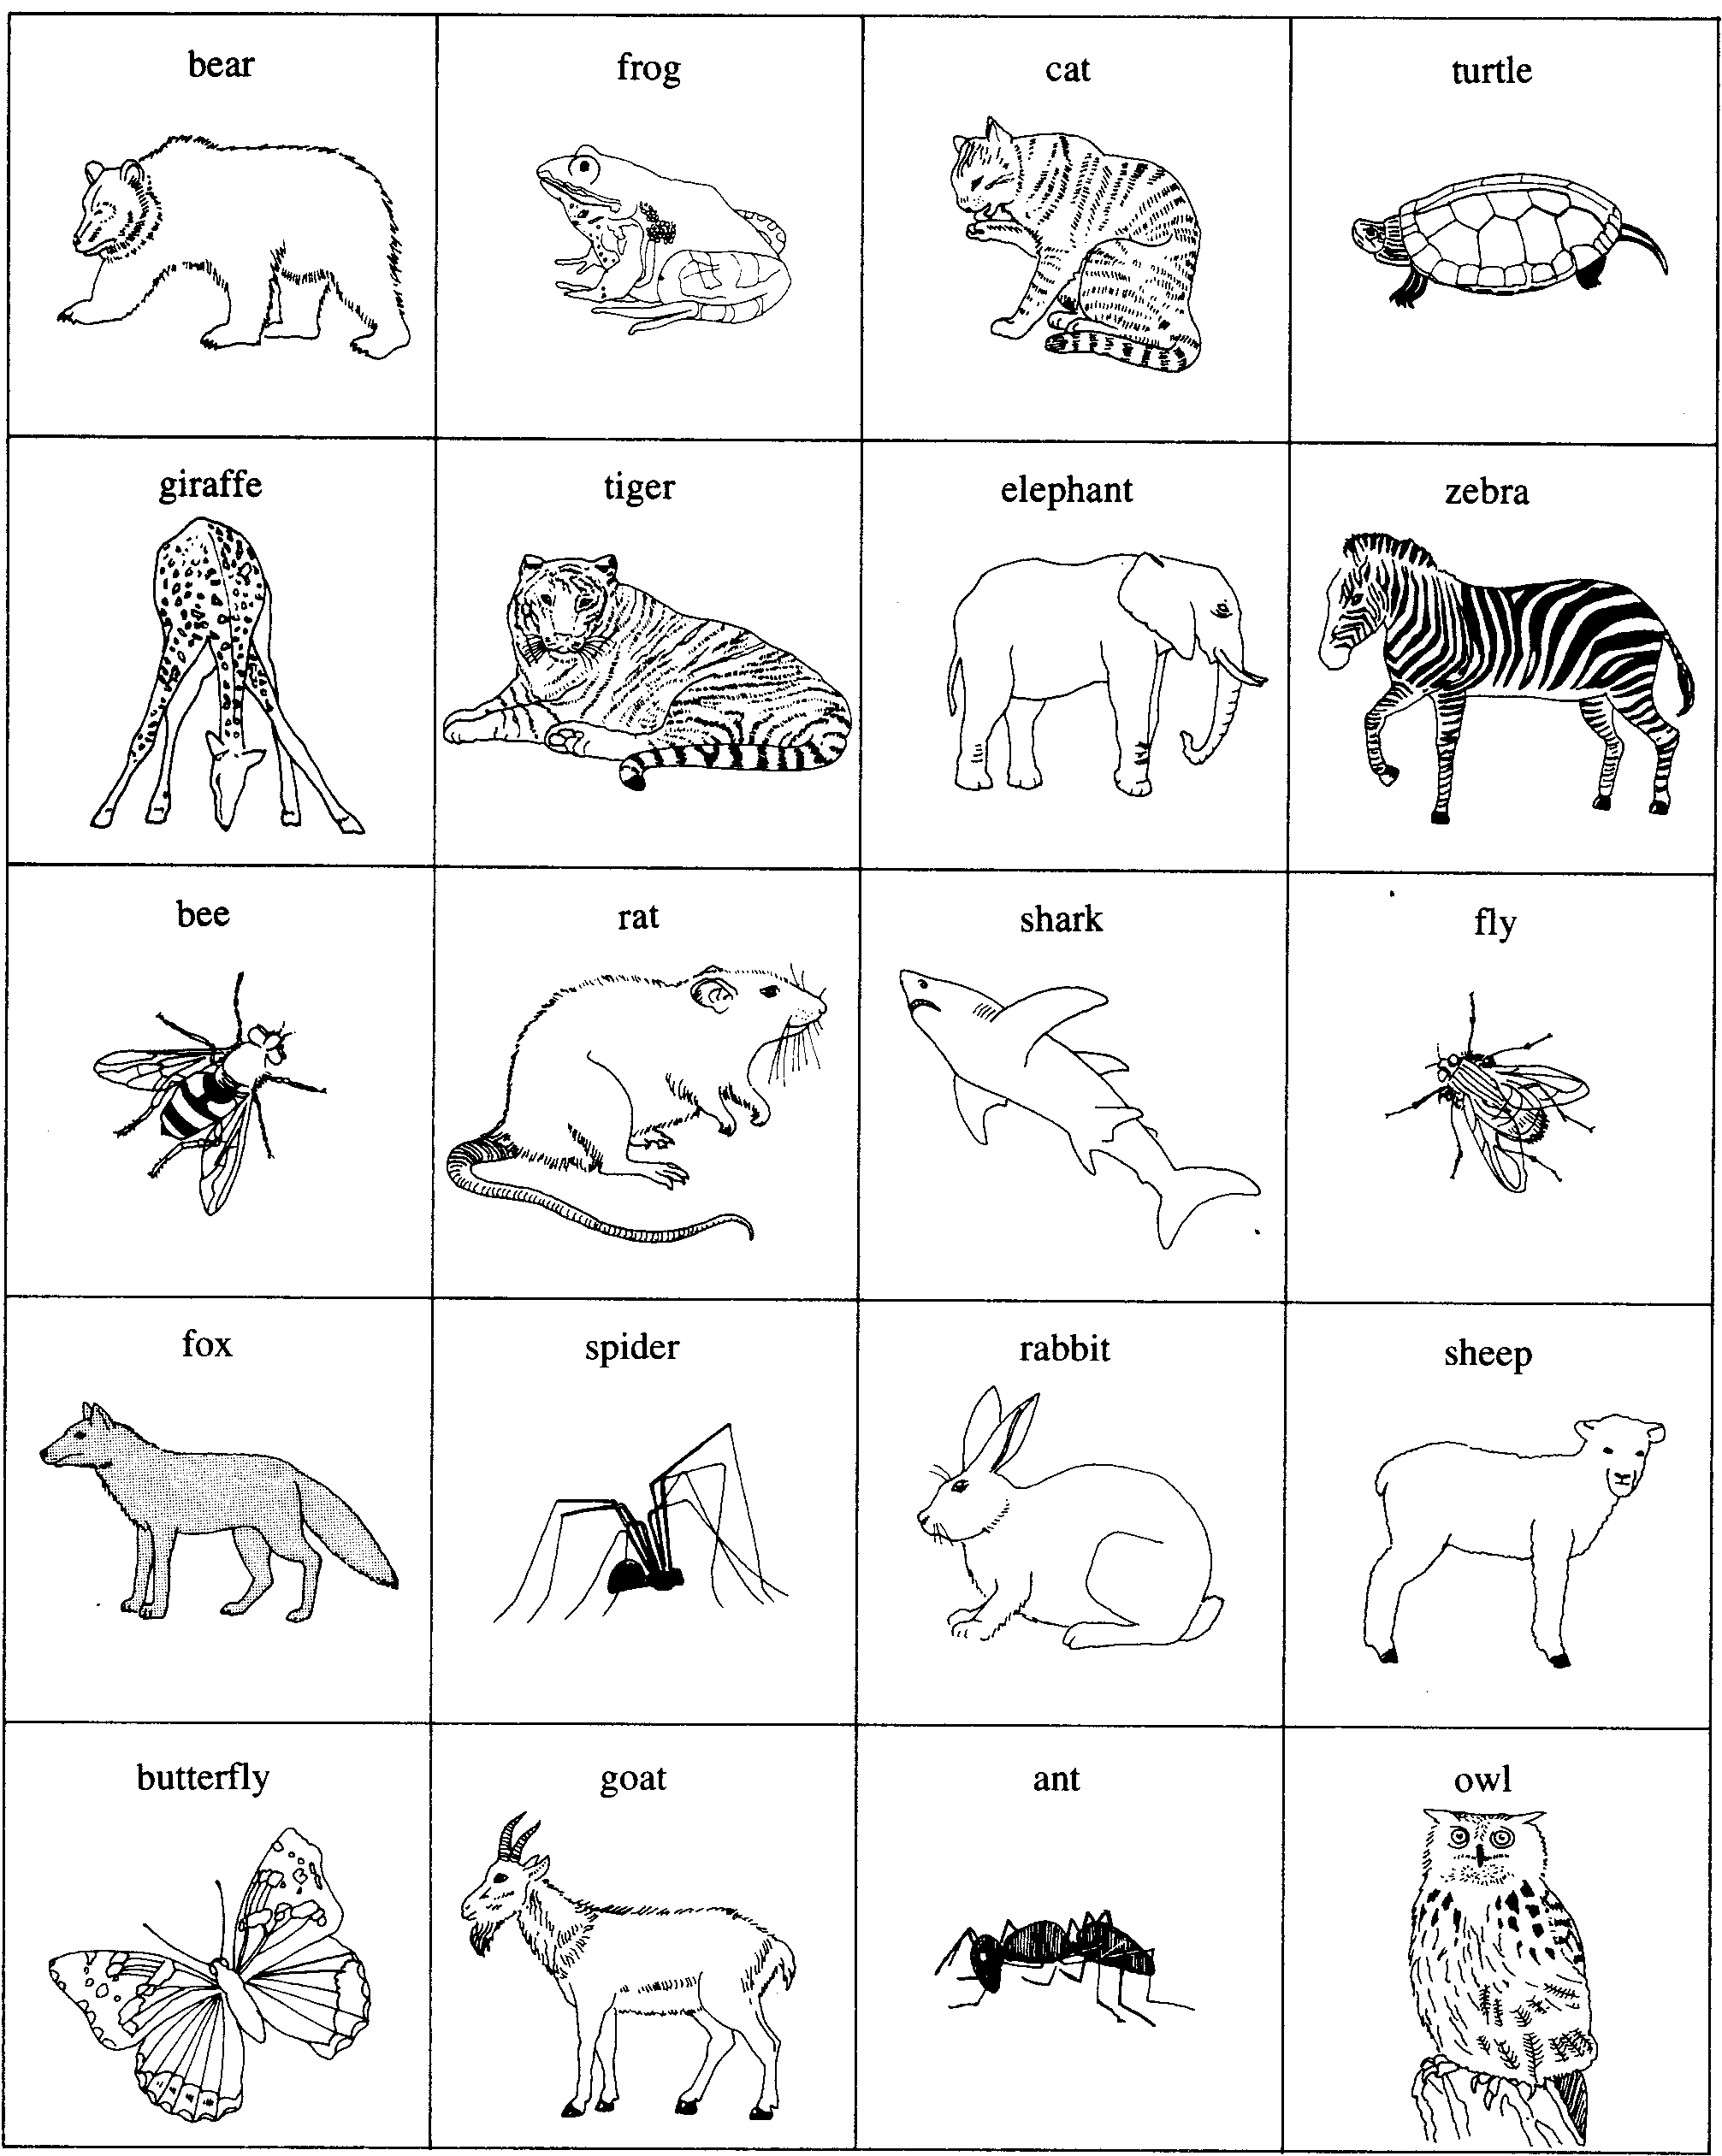 bear
frog
cat
turtle
giraffe
tiger
elephant
zebra
bee
rat
shark
fly
fox
spider
rabbit
sheep
butterfly
goat
ant
owl